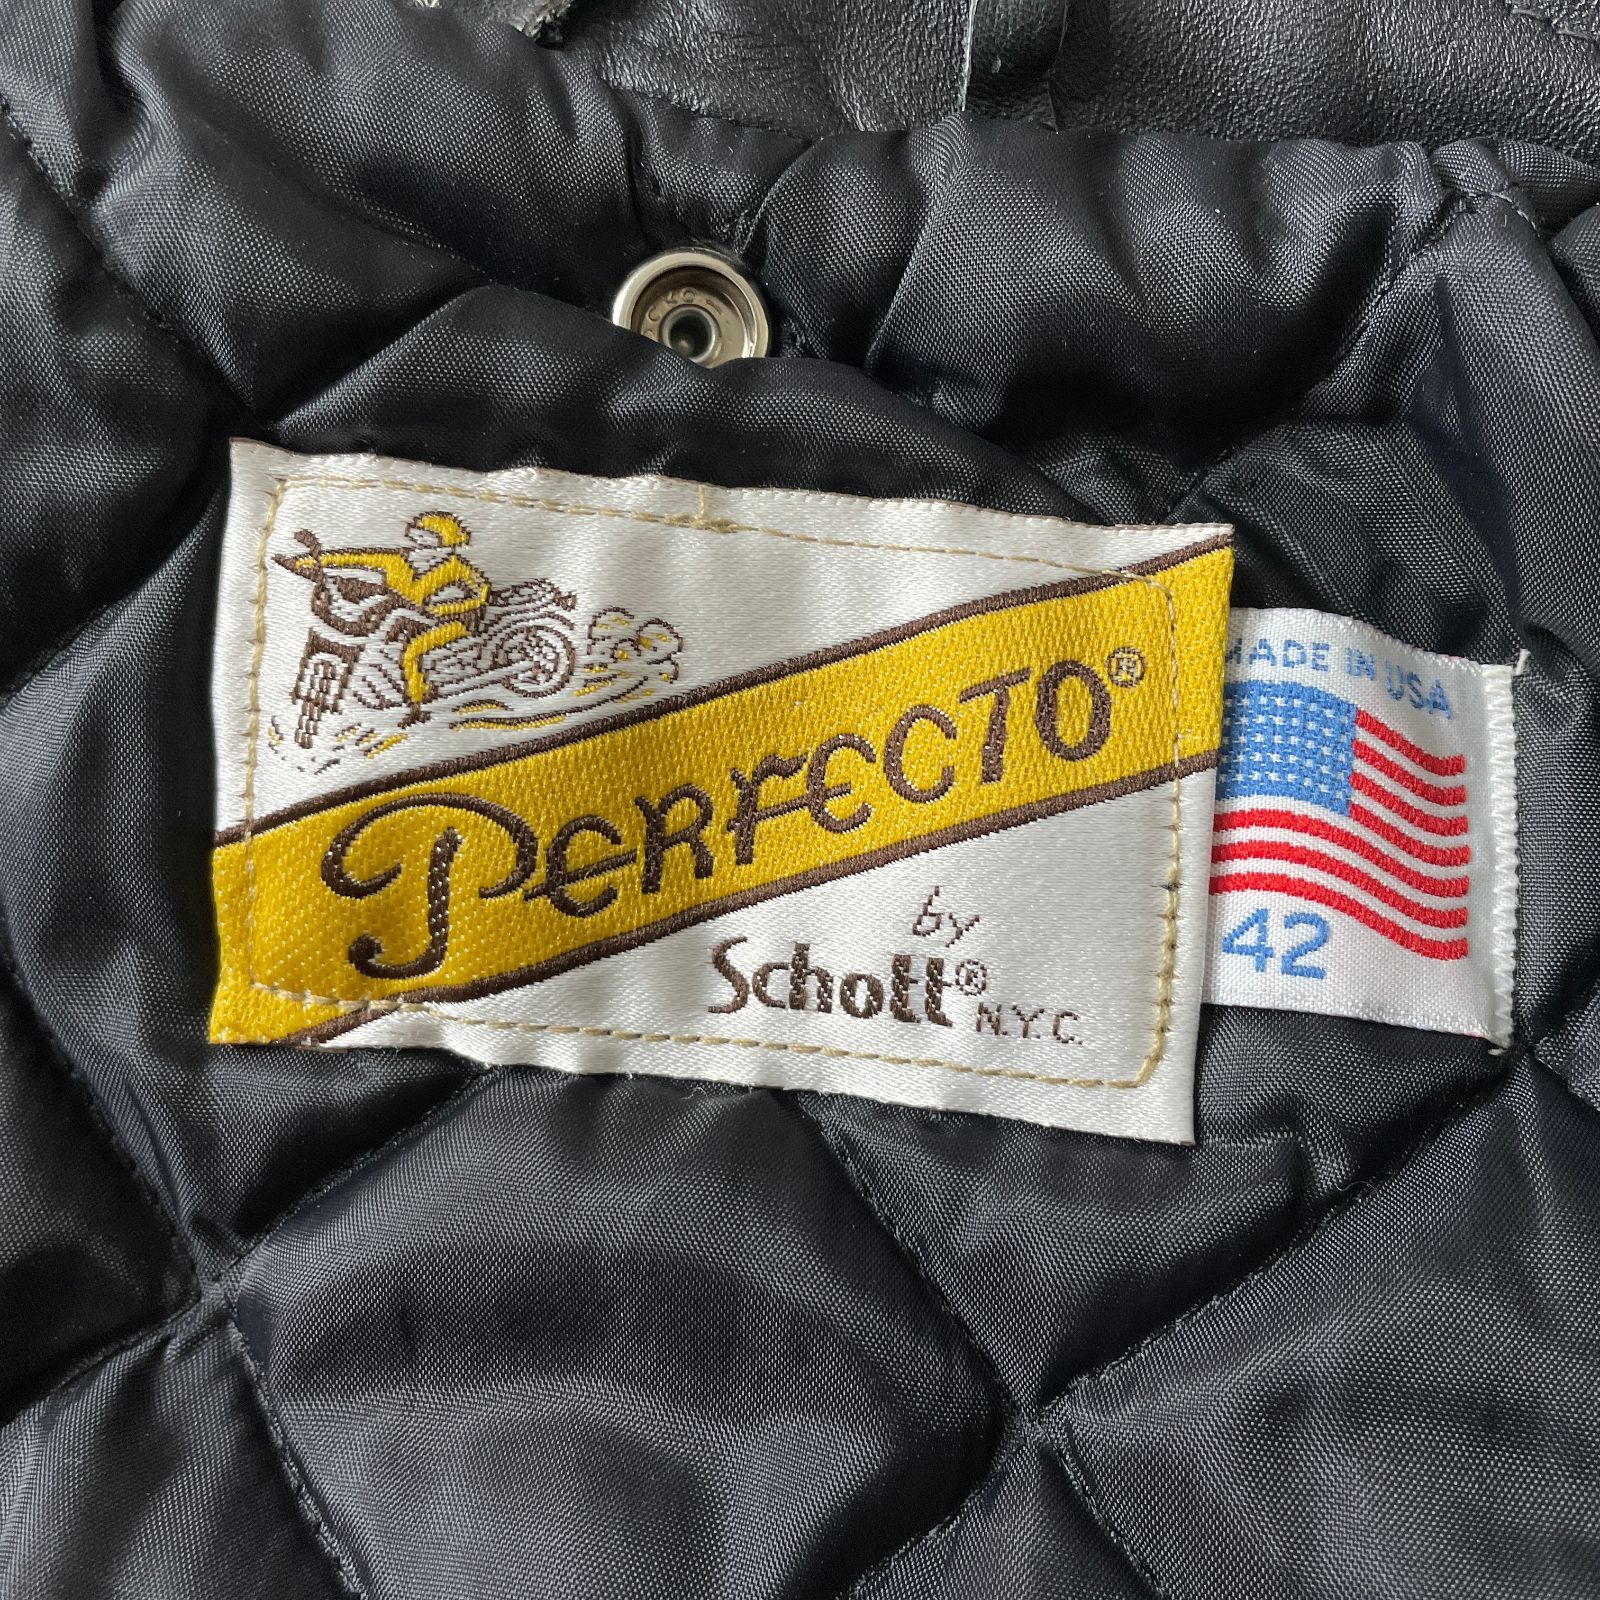 PERFECTO®
by
Schott®
N.Y.C.
MADE IN USA
42